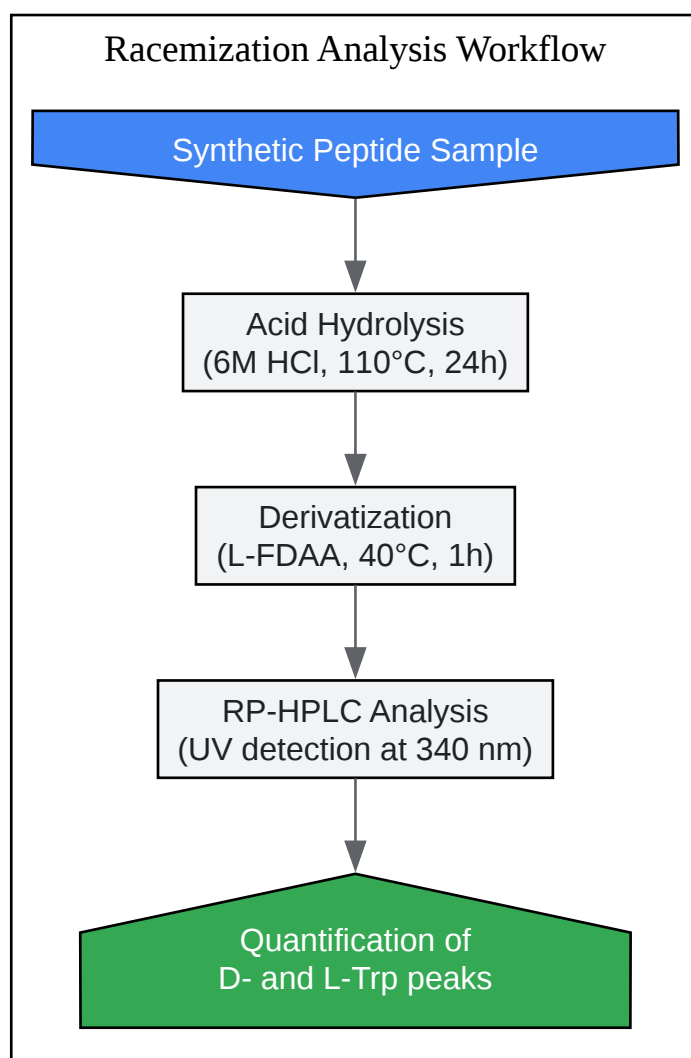 Racemization Analysis Workflow
Synthetic Peptide Sample
Acid Hydrolysis
(6M HCl, 110°C, 24h)
Derivatization
(L-FDAA, 40°C, 1h)
RP-HPLC Analysis
(UV detection at 340 nm)
Quantification of
D- and L-Trp peaks